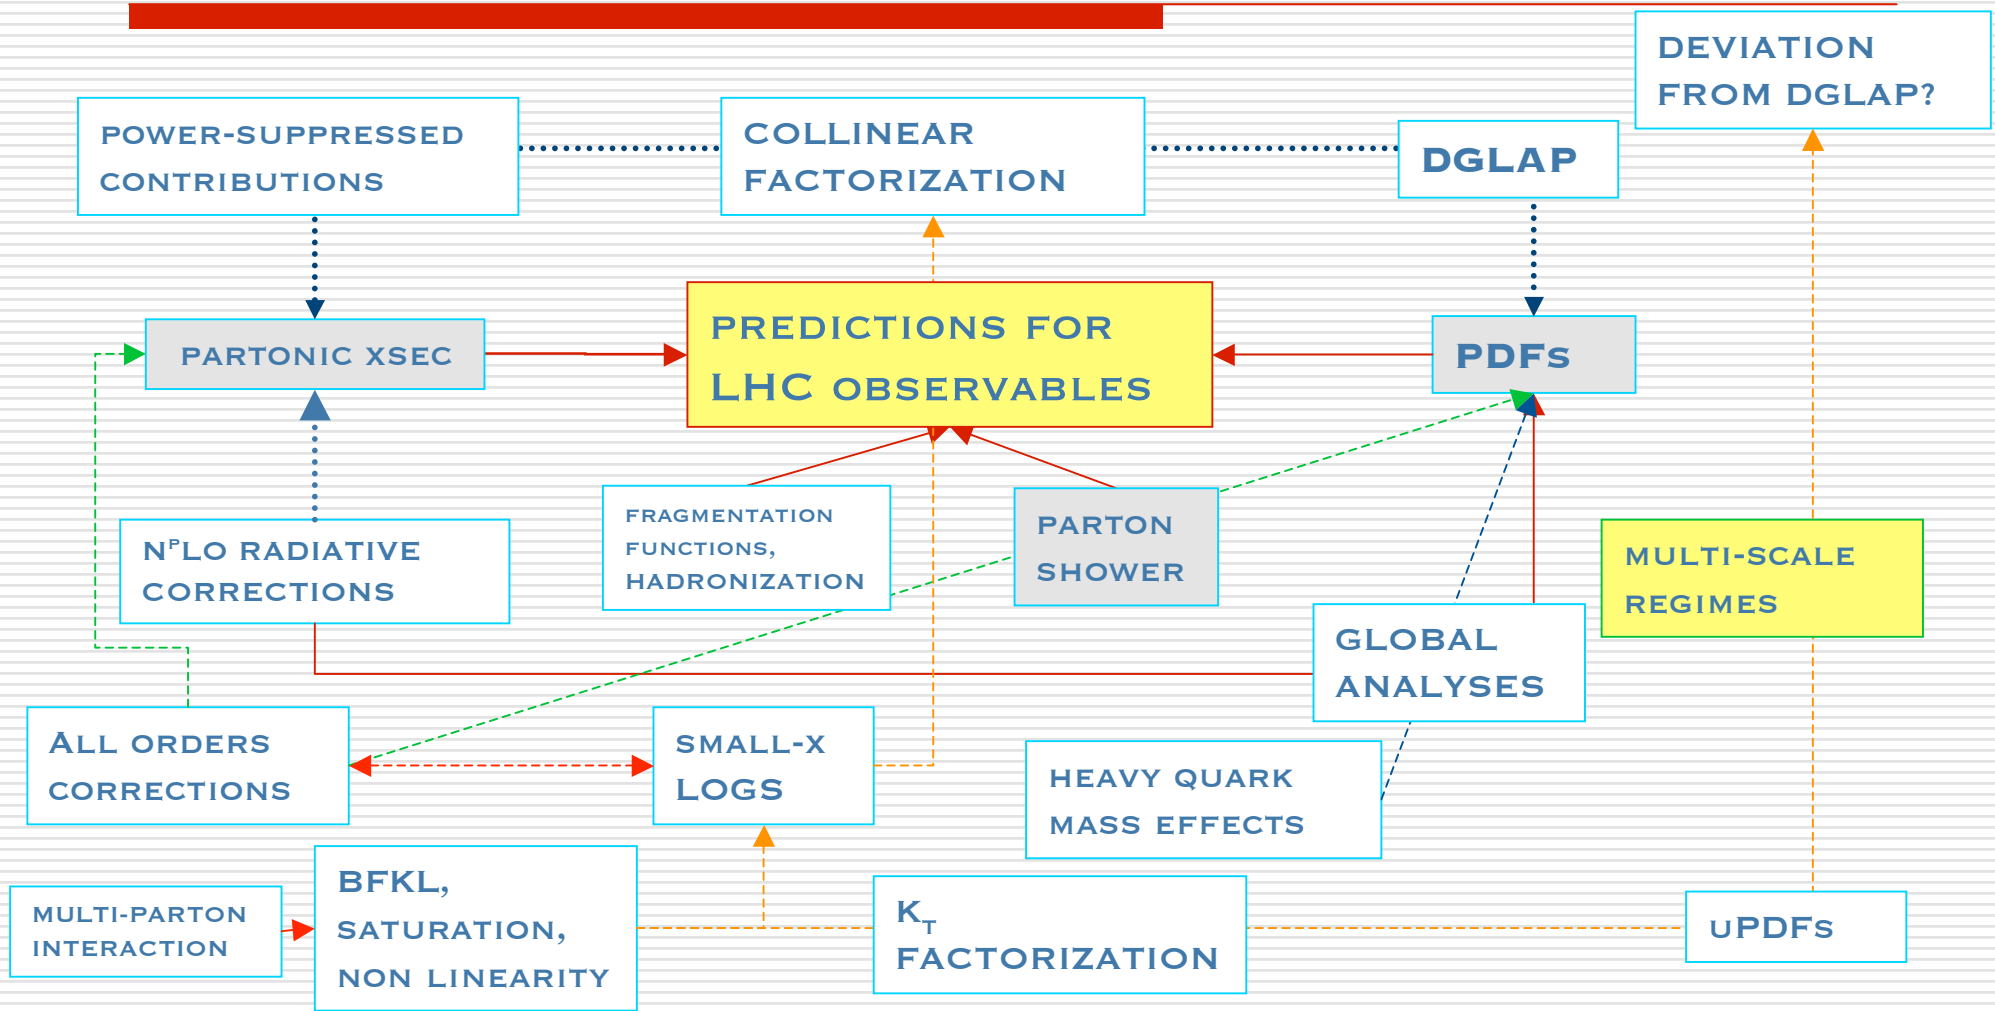 DEVIATION
FROM DGLAP?
POWER-SUPPRESSED
CONTRIBUTIONS
COLLINEAR
FACTORIZATION
DGLAP
PARTONIC XSEC
PREDICTIONS FOR
LHC OBSERVABLES
PDFs
NᴾLO RADIATIVE
CORRECTIONS
FRAGMENTATION
FUNCTIONS,
HADRONIZATION
PARTON
SHOWER
MULTI-SCALE
REGIMES
GLOBAL
ANALYSES
ALL ORDERS
CORRECTIONS
SMALL-X
LOGS
HEAVY QUARK
MASS EFFECTS
MULTI-PARTON
INTERACTION
BFKL,
SATURATION,
NON LINEARITY
K_T
FACTORIZATION
uPDFs